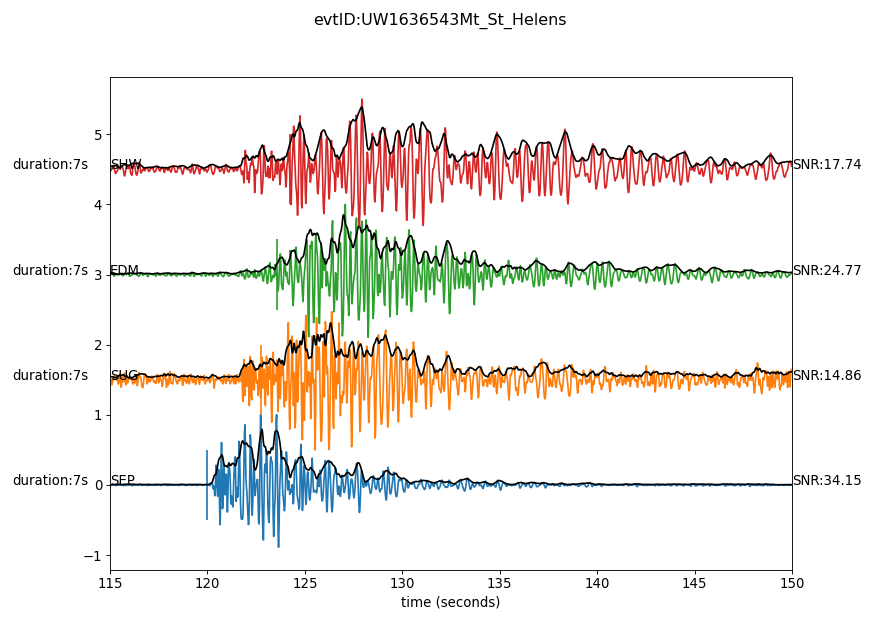 evtID:UW1636543Mt_St_Helens
5
duration:7s SHW SNR:17.74
4
duration:7s EDM SNR:24.77
3
2
duration:7s SUG SNR:14.86
1
duration:7s SEP SNR:34.15
0
−1
115 120 125 130 135 140 145 150
time (seconds)